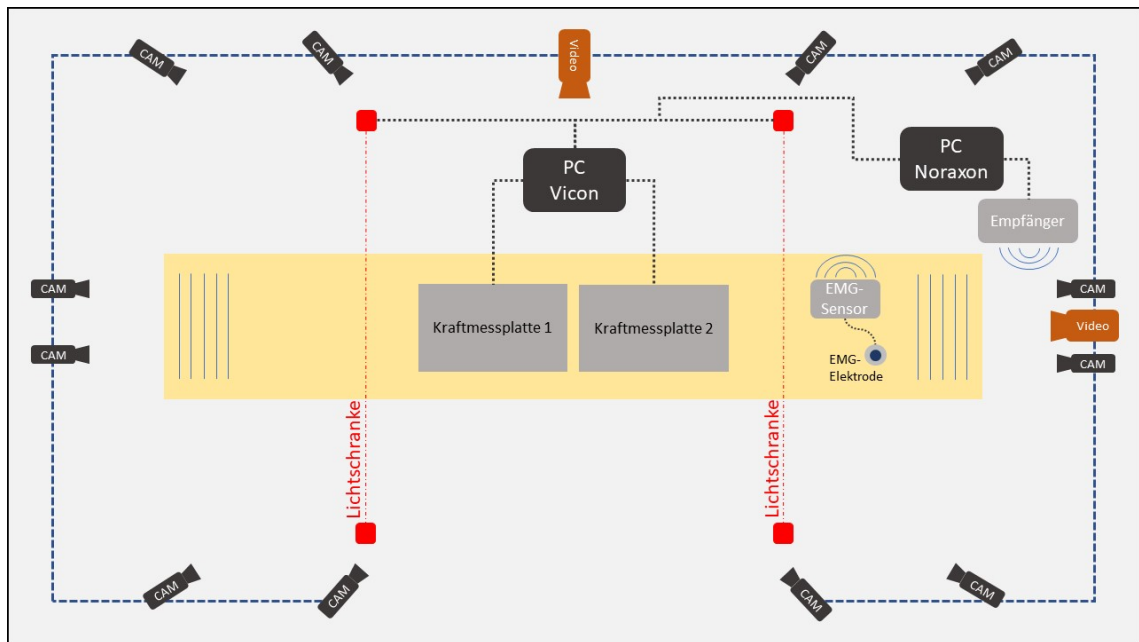 CAM
CAM
Video
CAM
CAM
PC
Vicon
PC
Noraxon
Empfänger
CAM
CAM
Kraftmessplatte 1
Kraftmessplatte 2
EMG-
Sensor
EMG-
Elektrode
CAM
Video
CAM
Lichtschranke
Lichtschranke
CAM
CAM
CAM
CAM